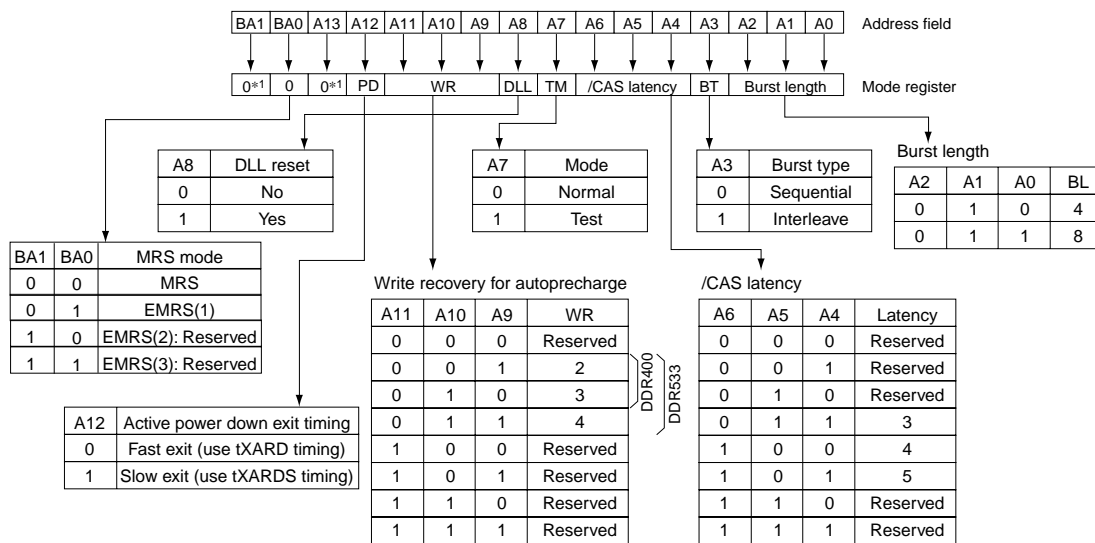 BA1 BA0 A13 A12 A11 A10 A9 A8 A7 A6 A5 A4 A3 A2 A1 A0 Address field
0*1 0 0*1 PD WR DLL TM /CAS latency BT Burst length Mode register
A8 DLL reset
0 No
1 Yes
A7 Mode
0 Normal
1 Test
A3 Burst type
0 Sequential
1 Interleave
Burst length
A2 A1 A0 BL
0 1 0 4
0 1 1 8
BA1 BA0 MRS mode
0 0 MRS
0 1 EMRS(1)
1 0 EMRS(2): Reserved
1 1 EMRS(3): Reserved
A12 Active power down exit timing
0 Fast exit (use tXARD timing)
1 Slow exit (use tXARDS timing)
Write recovery for autoprecharge
A11 A10 A9 WR
0 0 0 Reserved
0 0 1 2
0 1 0 3
0 1 1 4
1 0 0 Reserved
1 0 1 Reserved
1 1 0 Reserved
1 1 1 Reserved
DDR400
DDR533
/CAS latency
A6 A5 A4 Latency
0 0 0 Reserved
0 0 1 Reserved
0 1 0 Reserved
0 1 1 3
1 0 0 4
1 0 1 5
1 1 0 Reserved
1 1 1 Reserved